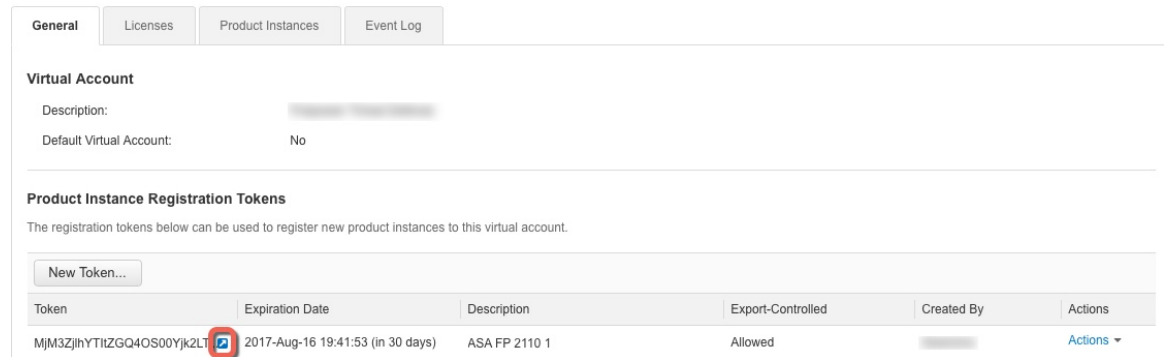 General Licenses Product Instances Event Log
Virtual Account
Description:
Default Virtual Account: No
Product Instance Registration Tokens
The registration tokens below can be used to register new product instances to this virtual account.
New Token...
Token Expiration Date Description Export-Controlled Created By Actions
2017-Aug-16 19:41:53 (in 30 days) ASA FP 2110 1 Allowed Actions